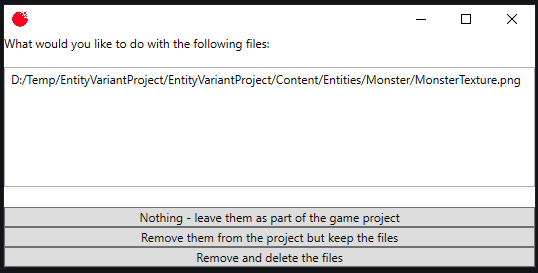 What would you like to do with the following files:
D:/Temp/EntityVariantProject/EntityVariantProject/Content/Entities/Monster/MonsterTexture.png
Nothing - leave them as part of the game project
Remove them from the project but keep the files
Remove and delete the files